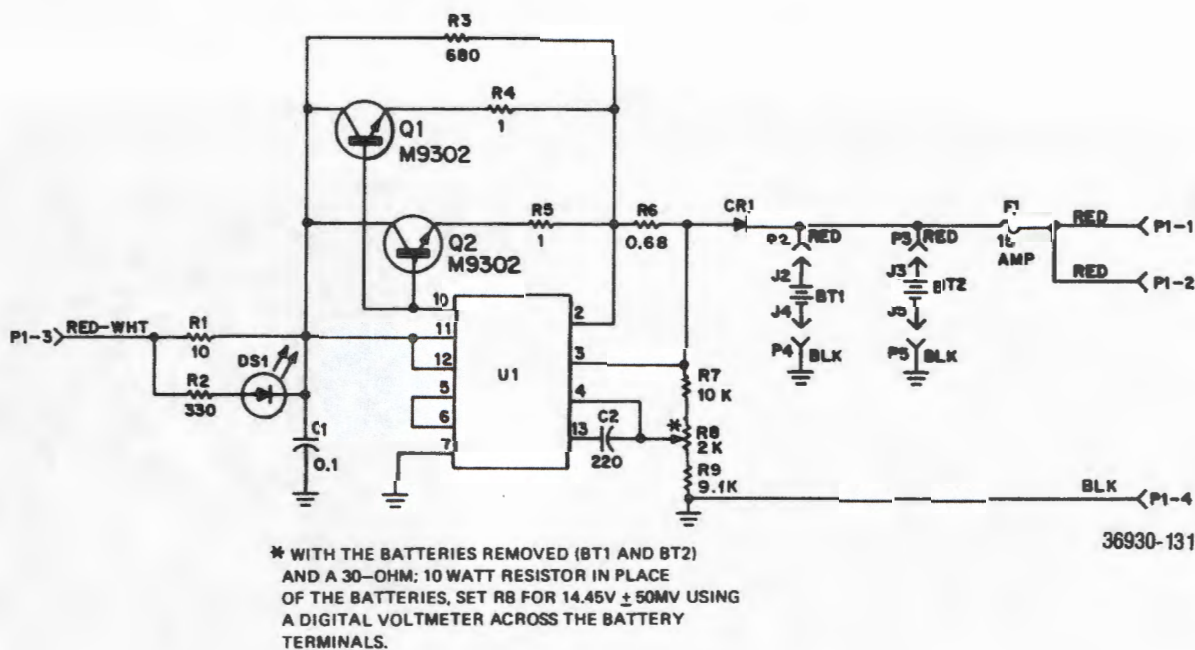 R3
680
R4
1
Q1
M9302
R5
1
R6
0.68
CR1
Q2
M9302
P2 RED
J2
BT1
J4
P4 BLK
P3 RED
J3
J5
P5 BLK
F1
AMP
RED
P1-1
RED
P1-2
P1-3
RED-WHT
R1
10
R2
330
DS1
C1
0.1
10
11
12
5
6
7
U1
2
3
4
13
C2
220
R7
10 K
*
R8
2K
R9
9.1K
BLK
P1-4
36930-131
* WITH THE BATTERIES REMOVED (BT1 AND BT2)
AND A 30-OHM; 10 WATT RESISTOR IN PLACE
OF THE BATTERIES, SET R8 FOR 14.45V ± 50MV USING
A DIGITAL VOLTMETER ACROSS THE BATTERY
TERMINALS.